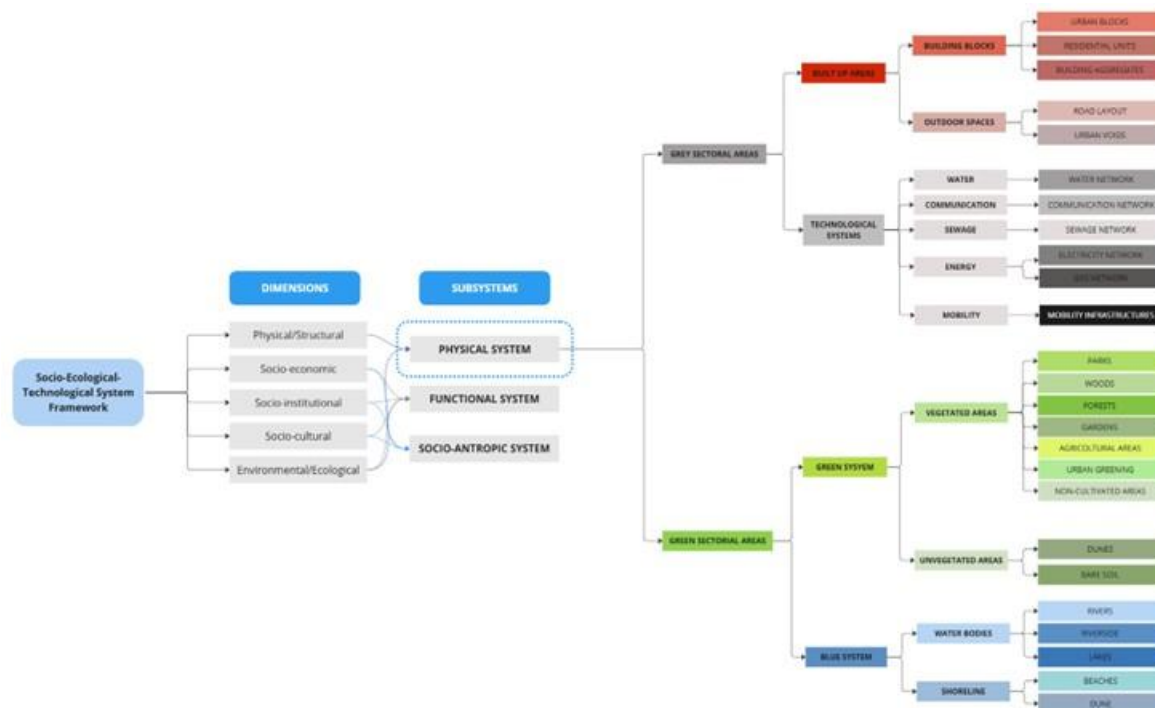 Socio-Ecological-
Technological System
Framework
DIMENSIONS
Physical/Structural
Socio-economic
Socio-institutional
Socio-cultural
Environmental/Ecological
SUBSYSTEMS
PHYSICAL SYSTEM
FUNCTIONAL SYSTEM
SOCIO-ANTROPIC SYSTEM
GREY SECTORAL AREAS
BUILT UP AREAS
BUILDING BLOCKS
URBAN BLOCKS
RESIDENTIAL UNITS
BUILDING AGGREGATES
OUTDOOR SPACES
ROAD LAYOUT
URBAN VOIDS
TECHNOLOGICAL
SYSTEMS
WATER
WATER NETWORK
COMMUNICATION
COMMUNICATION NETWORK
SEWAGE
SEWAGE NETWORK
ENERGY
ELECTRICITY NETWORK
GAS NETWORK
MOBILITY
MOBILITY INFRASTRUCTURES
GREEN SECTORIAL AREAS
GREEN SYSYEM
VEGETATED AREAS
PARKS
WOODS
FORESTS
GARDENS
AGRICULTURAL AREAS
URBAN GREENING
NON-CULTIVATED AREAS
UNVEGETATED AREAS
DUNES
BARE SOIL
BLUE SYSTEM
WATER BODIES
RIVERS
RIVERSIDE
LAKES
SHORELINE
BEACHES
DUNE